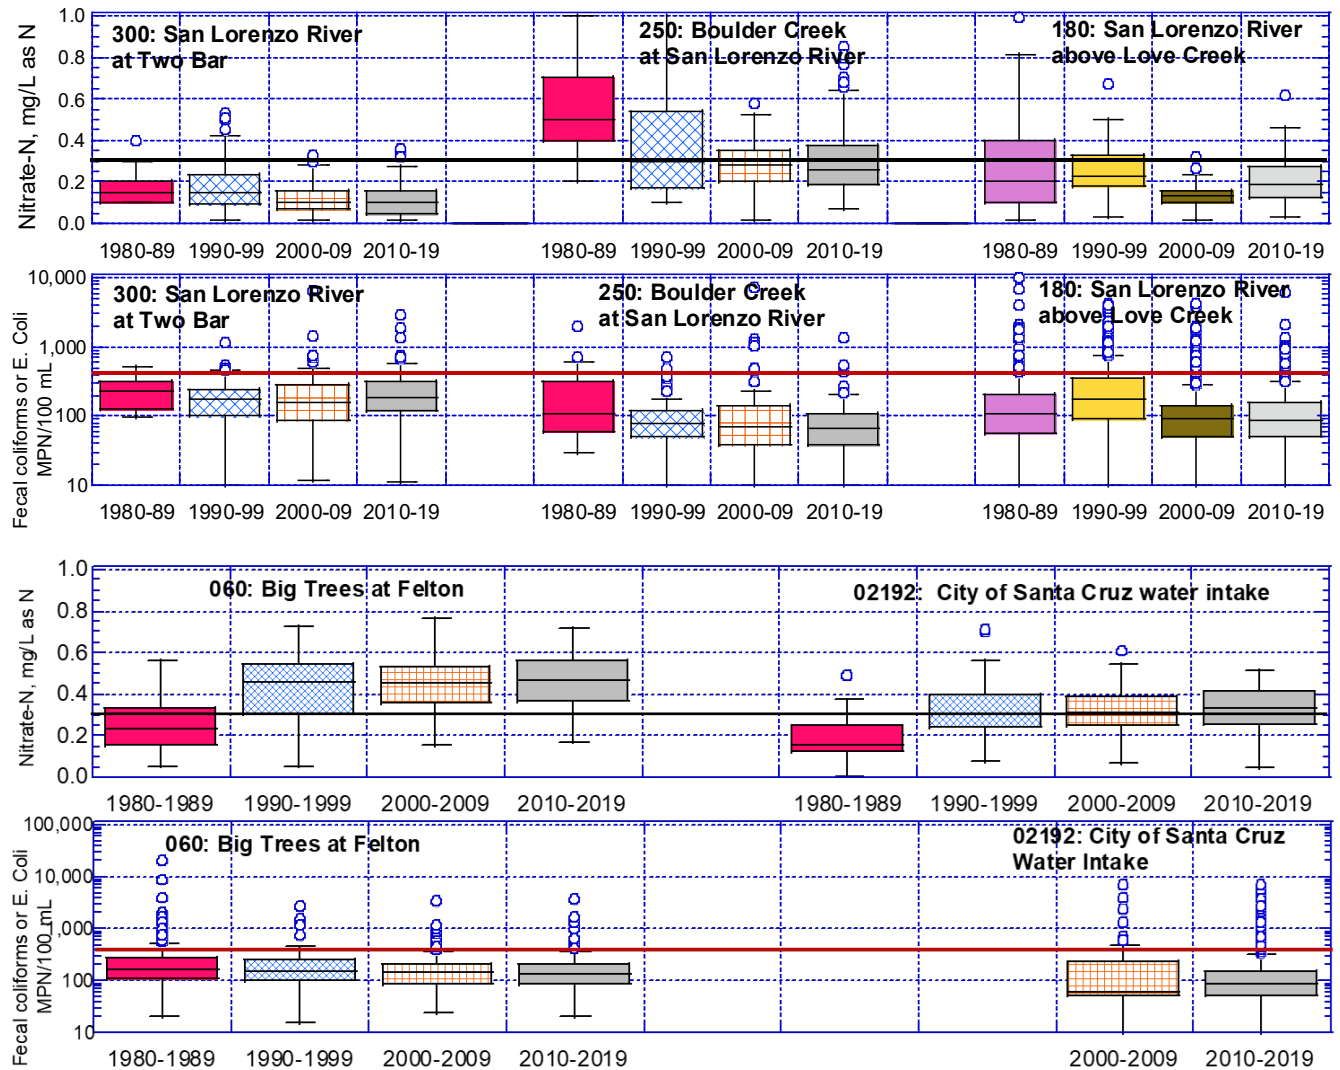 Nitrate-N, mg/L as N
1.0
0.8
0.6
0.4
0.2
0.0
300: San Lorenzo River
at Two Bar
250: Boulder Creek
at San Lorenzo River
180: San Lorenzo River
above Love Creek
1980-89 1990-99 2000-09 2010-19 1980-89 1990-99 2000-09 2010-19 1980-89 1990-99 2000-09 2010-19
Fecal coliforms or E. Coli
MPN/100 mL
10,000
1,000
100
10
300: San Lorenzo River
at Two Bar
250: Boulder Creek
at San Lorenzo River
180: San Lorenzo River
above Love Creek
1980-89 1990-99 2000-09 2010-19 1980-89 1990-99 2000-09 2010-19 1980-89 1990-99 2000-09 2010-19
Nitrate-N, mg/L as N
1.0
0.8
0.6
0.4
0.2
0.0
060: Big Trees at Felton
02192: City of Santa Cruz water intake
1980-1989 1990-1999 2000-2009 2010-2019 1980-1989 1990-1999 2000-2009 2010-2019
Fecal coliforms or E. Coli
MPN/100 mL
100,000
10,000
1,000
100
10
060: Big Trees at Felton
02192: City of Santa Cruz
Water Intake
1980-1989 1990-1999 2000-2009 2010-2019 2000-2009 2010-2019